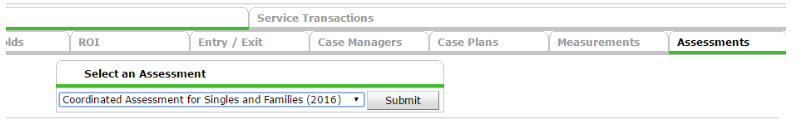 Service Transactions
olds ROI Entry / Exit Case Managers Case Plans Measurements Assessments
Select an Assessment
Coordinated Assessment for Singles and Families (2016) Submit